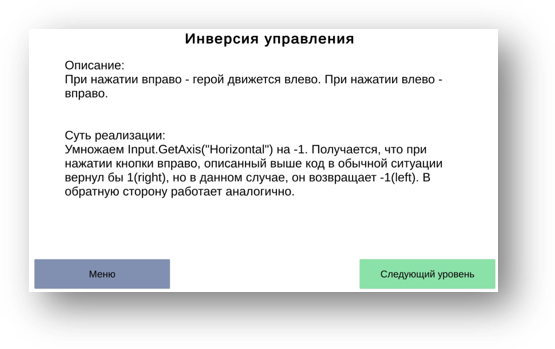 Инверсия управления
Описание:
При нажатии вправо - герой движется влево. При нажатии влево -
вправо.
Суть реализации:
Умножаем Input.GetAxis("Horizontal") на -1. Получается, что при
нажатии кнопки вправо, описанный выше код в обычной ситуации
вернул бы 1(right), но в данном случае, он возвращает -1(left). В
обратную сторону работает аналогично.
Меню
Следующий уровень